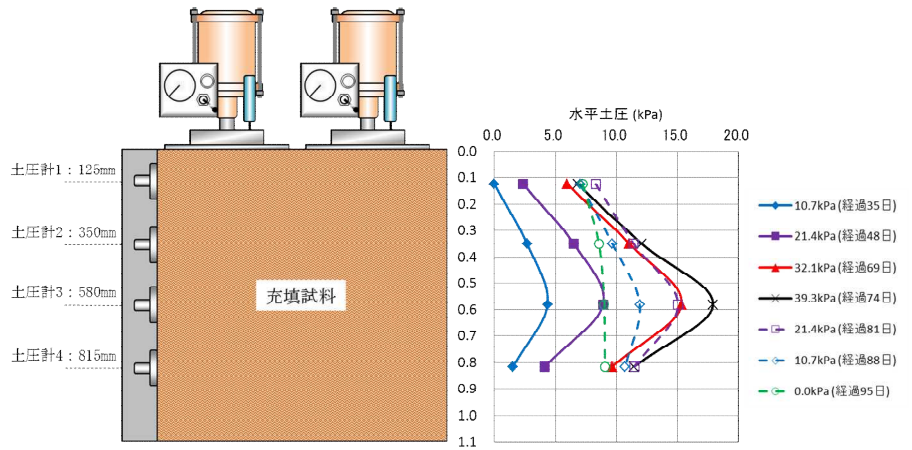 土圧計1：125mm
土圧計2：350mm
土圧計3：580mm
土圧計4：815mm
充填試料
水平土圧 (kPa)
0.0 5.0 10.0 15.0 20.0
0.0
0.1
0.2
0.3
0.4
0.5
0.6
0.7
0.8
0.9
1.0
1.1
10.7kPa (経過35日)
21.4kPa (経過48日)
32.1kPa (経過69日)
39.3kPa (経過74日)
21.4kPa (経過81日)
10.7kPa (経過88日)
0.0kPa (経過95日)